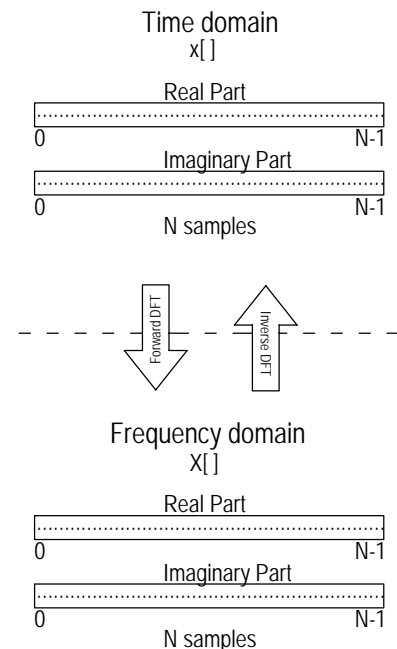 Time domain
x[ ]
Real Part
0 N-1
Imaginary Part
0 N-1
N samples
Forward DFT
Inverse DFT
Frequency domain
X[ ]
Real Part
0 N-1
Imaginary Part
0 N-1
N samples